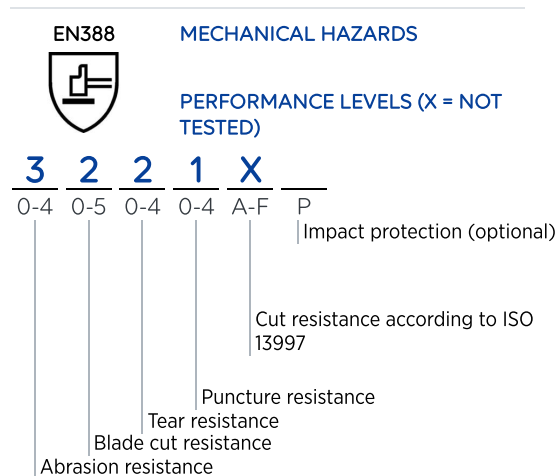 EN388
MECHANICAL HAZARDS
PERFORMANCE LEVELS (X = NOT
TESTED)
3 2 2 1 X
0-4 0-5 0-4 0-4 A-F P
Impact protection (optional)
Cut resistance according to ISO
13997
Puncture resistance
Tear resistance
Blade cut resistance
Abrasion resistance